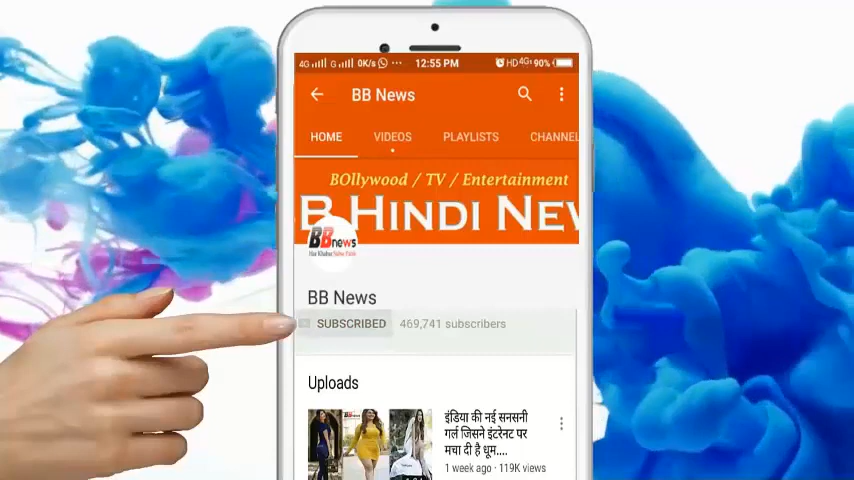 4G G 0K/s ... 12:55 PM HD 4G 90%
BB News
HOME VIDEOS PLAYLISTS CHANNEL
BOllywood / TV / Entertainment
BB HINDI NEW
BBnews
BB News
SUBSCRIBED 469,741 subscribers
Uploads
इंडिया की नई सनसनी
गर्ल जिसने इंटरनेट पर
मचा दी है धूम....
1 week ago · 119K views